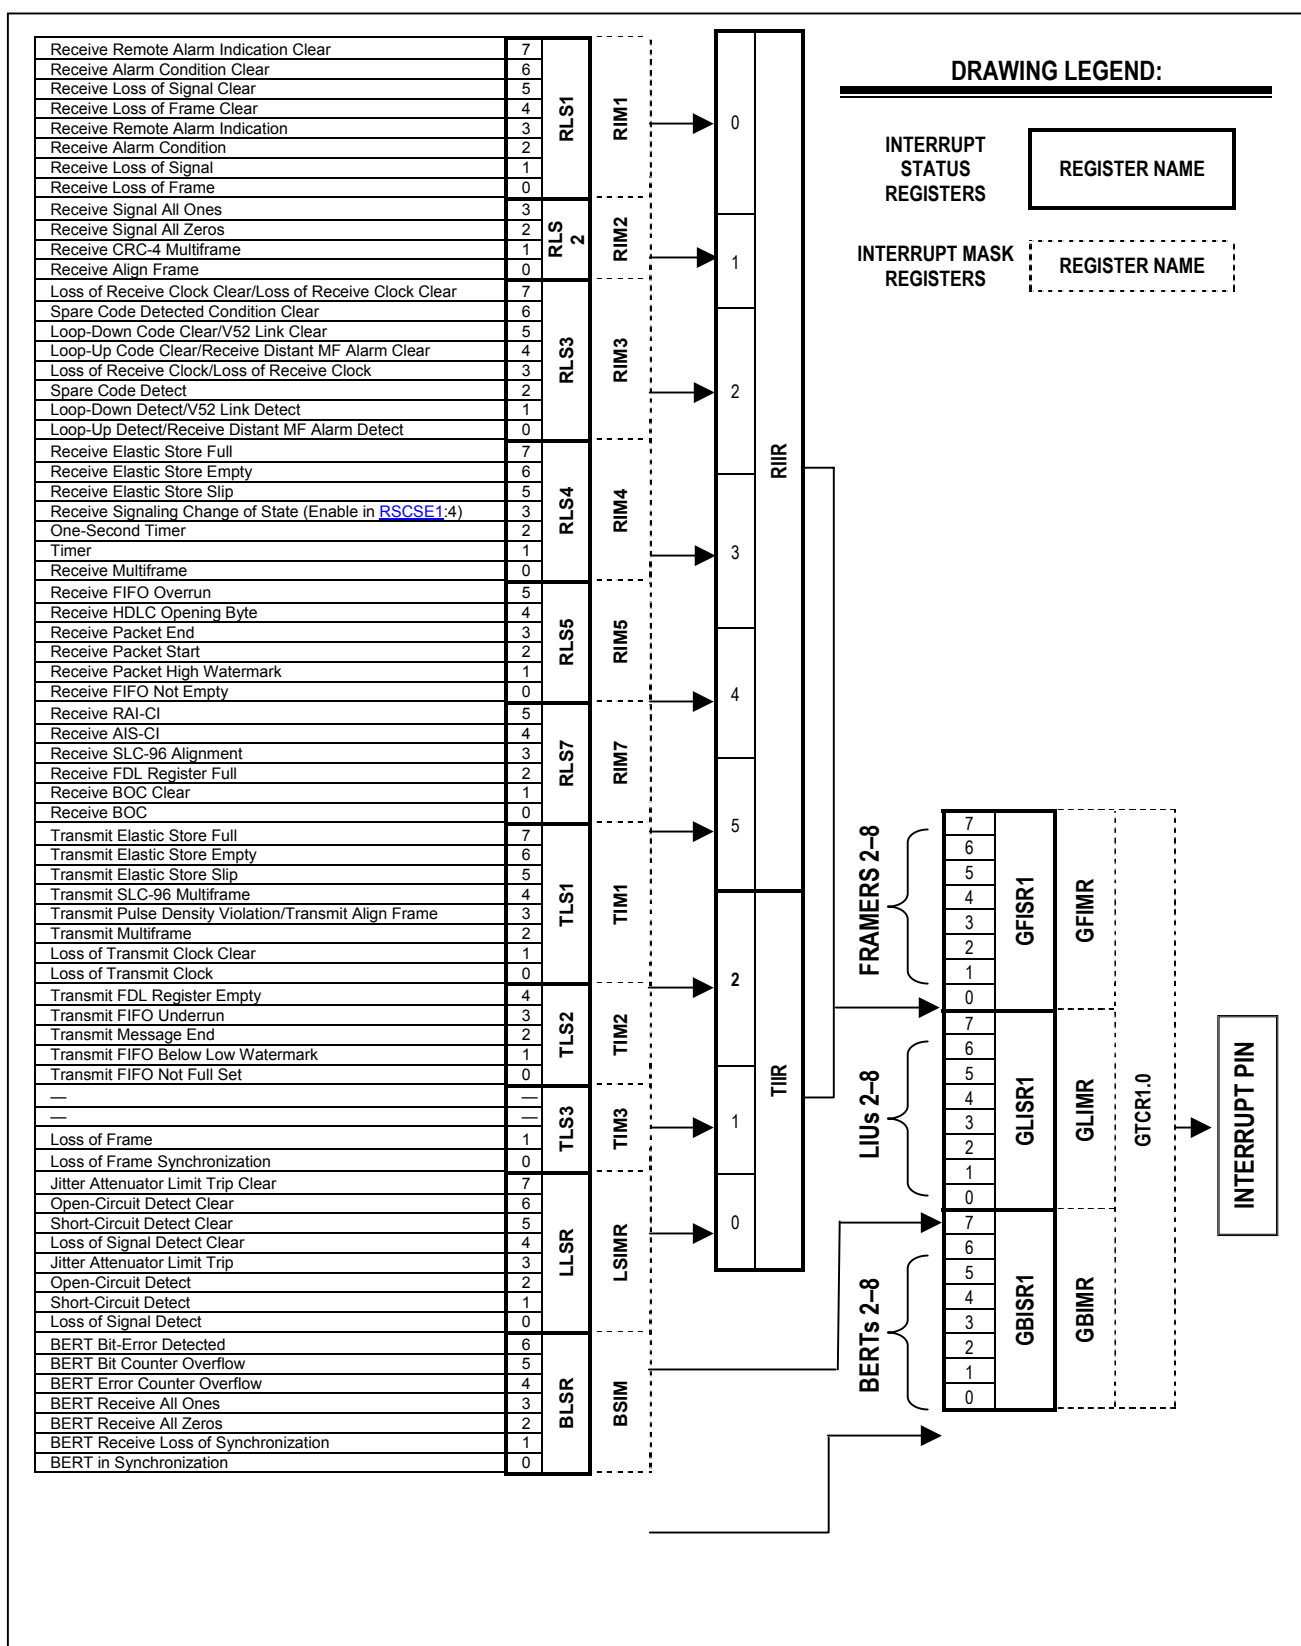 Receive Remote Alarm Indication Clear 7
Receive Alarm Condition Clear 6
Receive Loss of Signal Clear 5
Receive Loss of Frame Clear 4
Receive Remote Alarm Indication 3
Receive Alarm Condition 2
Receive Loss of Signal 1
Receive Loss of Frame 0
RLS1
RIM1
Receive Signal All Ones 3
Receive Signal All Zeros 2
Receive CRC-4 Multiframe 1
Receive Align Frame 0
RLS
2
RIM2
Loss of Receive Clock Clear/Loss of Receive Clock Clear 7
Spare Code Detected Condition Clear 6
Loop-Down Code Clear/V52 Link Clear 5
Loop-Up Code Clear/Receive Distant MF Alarm Clear 4
Loss of Receive Clock/Loss of Receive Clock 3
Spare Code Detect 2
Loop-Down Detect/V52 Link Detect 1
Loop-Up Detect/Receive Distant MF Alarm Detect 0
RLS3
RIM3
Receive Elastic Store Full 7
Receive Elastic Store Empty 6
Receive Elastic Store Slip 5
Receive Signaling Change of State (Enable in RSCSE1:4) 3
One-Second Timer 2
Timer 1
Receive Multiframe 0
RLS4
RIM4
Receive FIFO Overrun 5
Receive HDLC Opening Byte 4
Receive Packet End 3
Receive Packet Start 2
Receive Packet High Watermark 1
Receive FIFO Not Empty 0
RLS5
RIM5
Receive RAI-CI 5
Receive AIS-CI 4
Receive SLC-96 Alignment 3
Receive FDL Register Full 2
Receive BOC Clear 1
Receive BOC 0
RLS7
RIM7
Transmit Elastic Store Full 7
Transmit Elastic Store Empty 6
Transmit Elastic Store Slip 5
Transmit SLC-96 Multiframe 4
Transmit Pulse Density Violation/Transmit Align Frame 3
Transmit Multiframe 2
Loss of Transmit Clock Clear 1
Loss of Transmit Clock 0
TLS1
TIM1
Transmit FDL Register Empty 4
Transmit FIFO Underrun 3
Transmit Message End 2
Transmit FIFO Below Low Watermark 1
Transmit FIFO Not Full Set 0
TLS2
TIM2
— —
— —
Loss of Frame 1
Loss of Frame Synchronization 0
TLS3
TIM3
Jitter Attenuator Limit Trip Clear 7
Open-Circuit Detect Clear 6
Short-Circuit Detect Clear 5
Loss of Signal Detect Clear 4
Jitter Attenuator Limit Trip 3
Open-Circuit Detect 2
Short-Circuit Detect 1
Loss of Signal Detect 0
LLSR
LSIMR
BERT Bit-Error Detected 6
BERT Bit Counter Overflow 5
BERT Error Counter Overflow 4
BERT Receive All Ones 3
BERT Receive All Zeros 2
BERT Receive Loss of Synchronization 1
BERT in Synchronization 0
BLSR
BSIM
0
1
2
3
4
5
RIIR
2
1
0
TIIR
DRAWING LEGEND:
INTERRUPT
STATUS
REGISTERS
REGISTER NAME
INTERRUPT MASK
REGISTERS
REGISTER NAME
FRAMERS 2–8
7
6
5
4
3
2
1
0
GFISR1
GFIMR
LIUs 2–8
7
6
5
4
3
2
1
0
GLISR1
GLIMR
BERTs 2–8
7
6
5
4
3
2
1
0
GBISR1
GBIMR
GTCR1.0
INTERRUPT PIN